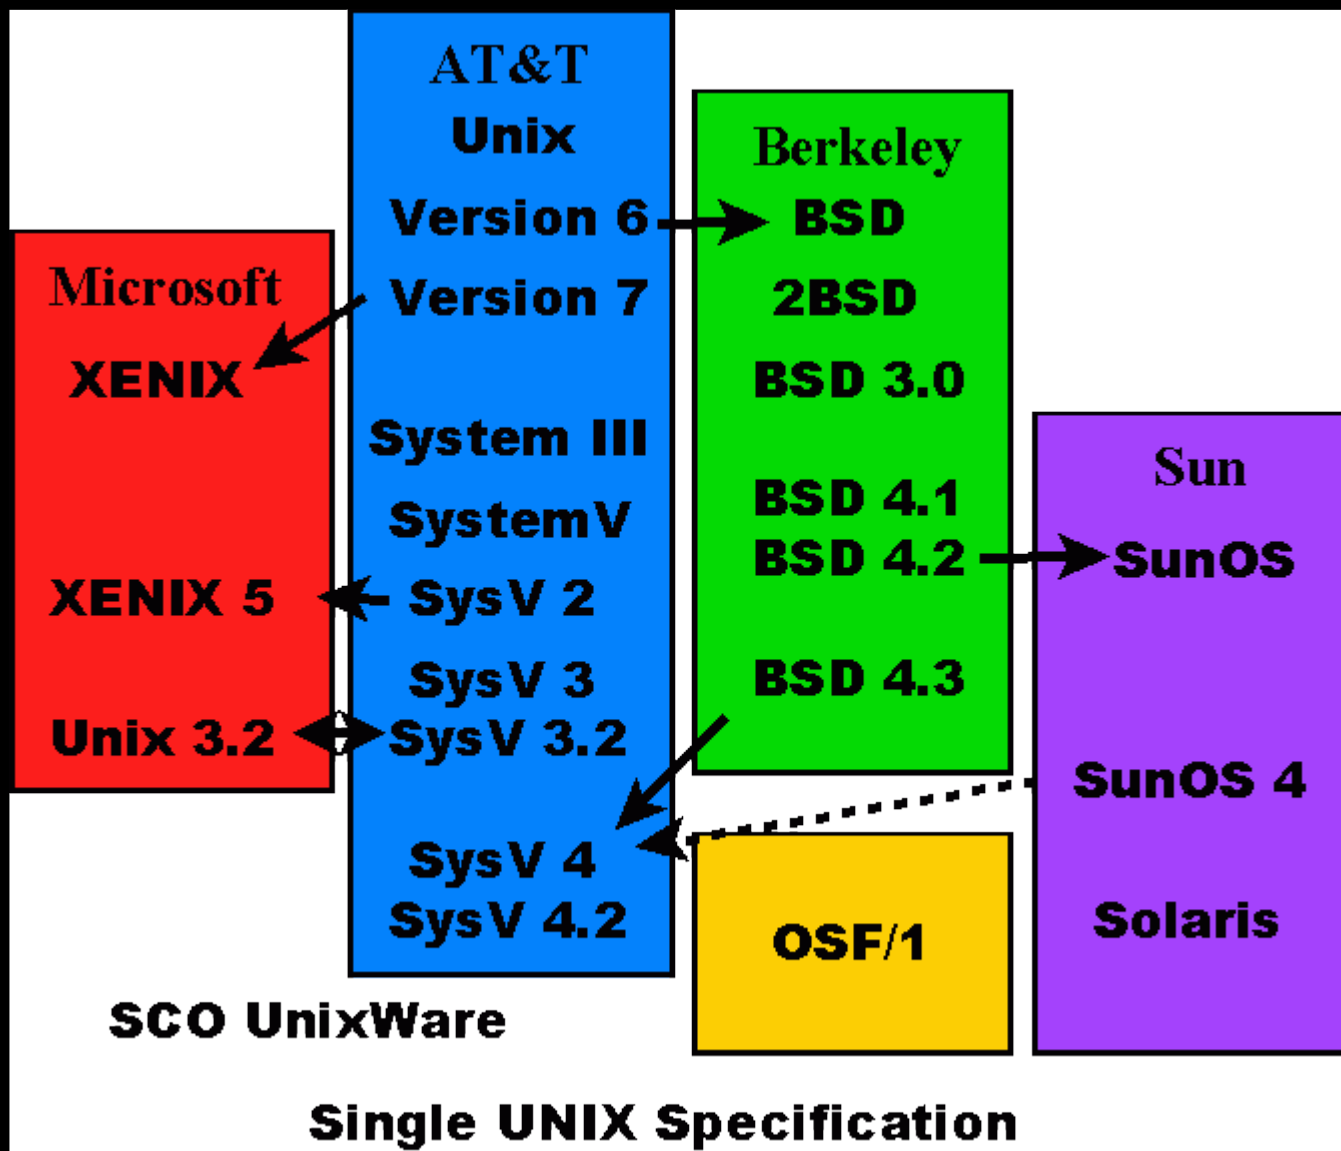 AT&T
Unix
Version 6
Version 7
System III
SystemV
SysV 2
SysV 3
SysV 3.2
SysV 4
SysV 4.2
Microsoft
XENIX
XENIX 5
Unix 3.2
Berkeley
BSD
2BSD
BSD 3.0
BSD 4.1
BSD 4.2
BSD 4.3
Sun
SunOS
SunOS 4
Solaris
OSF/1
SCO UnixWare
Single UNIX Specification